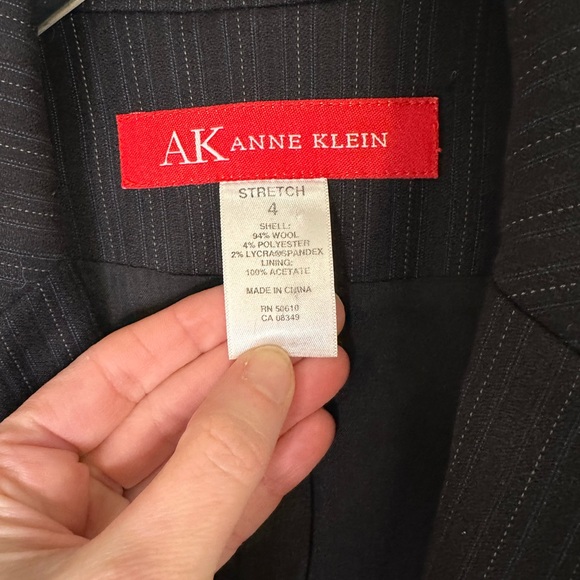 AK ANNE KLEIN
STRETCH
4
SHELL:
94% WOOL
4% POLYESTER
2% LYCRA®SPANDEX
LINING:
100% ACETATE
MADE IN CHINA
RN 50610
CA 08349